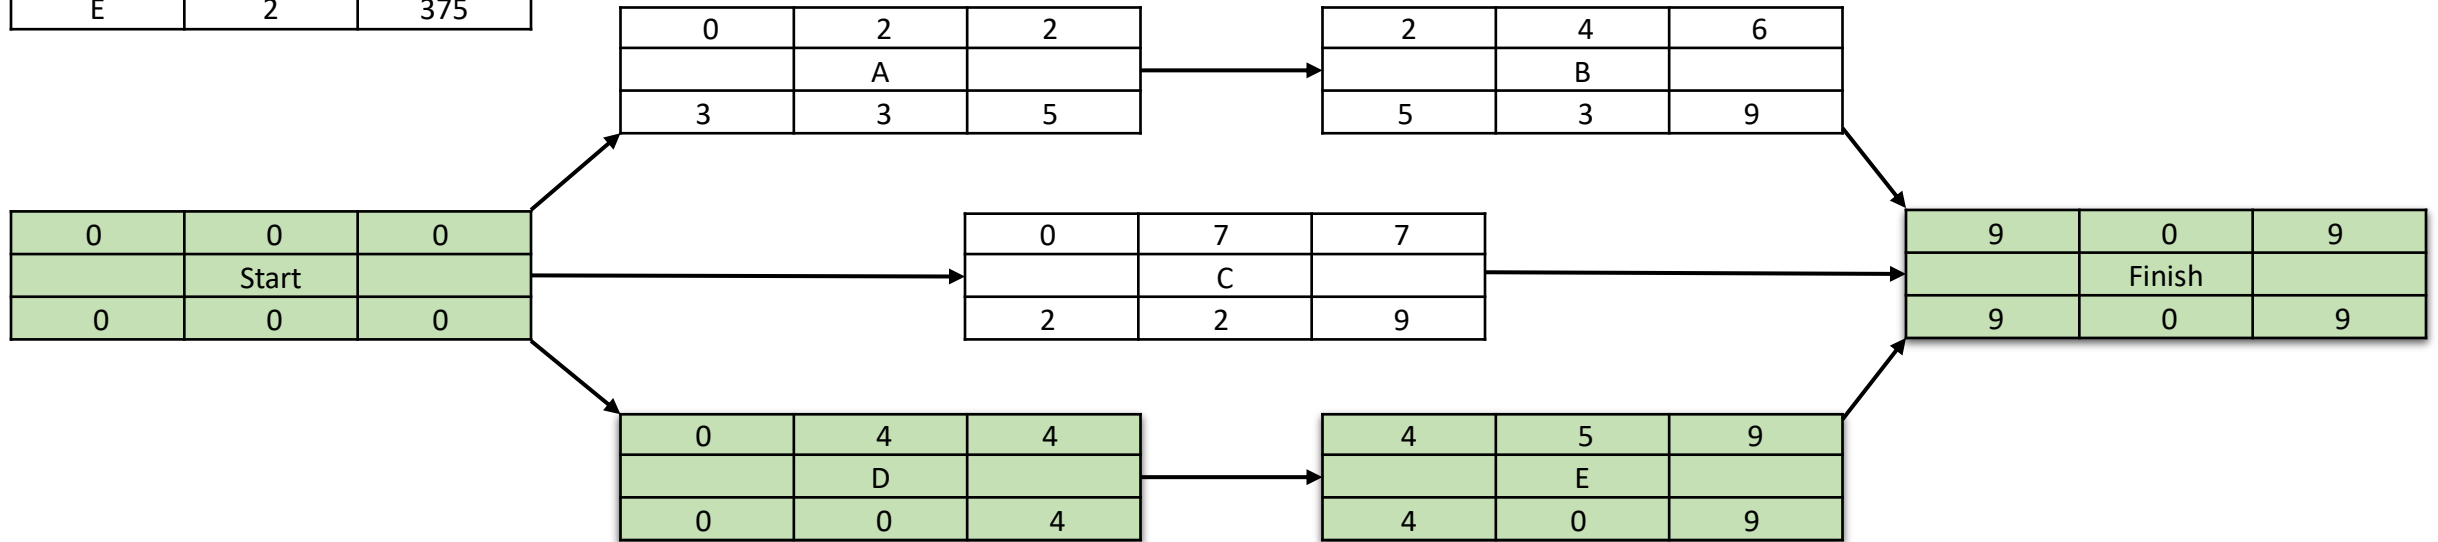 E 2 375
0 2 2
A
3 3 5
2 4 6
B
5 3 9
0 0 0
Start
0 0 0
0 7 7
C
2 2 9
9 0 9
Finish
9 0 9
0 4 4
D
0 0 4
4 5 9
E
4 0 9